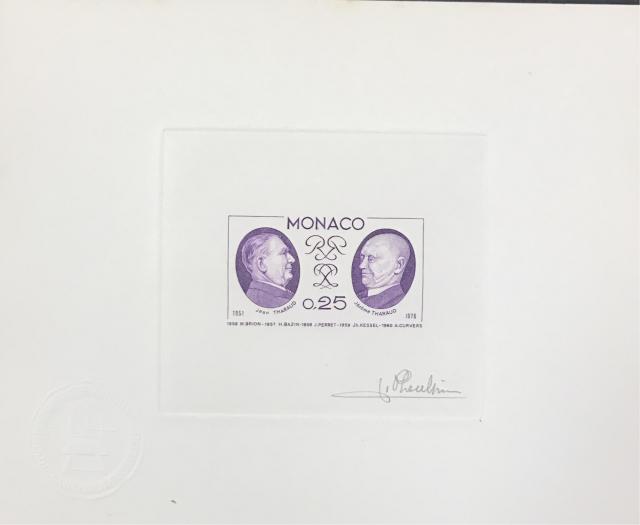 MONACO
0,25
Jean THARAUD
Jérôme THARAUD
1951
1976
1956 M.BRION-1957 H.BAZIN-1958 J.PERRET-1959 Jh.KESSEL-1960 A.CURVERS